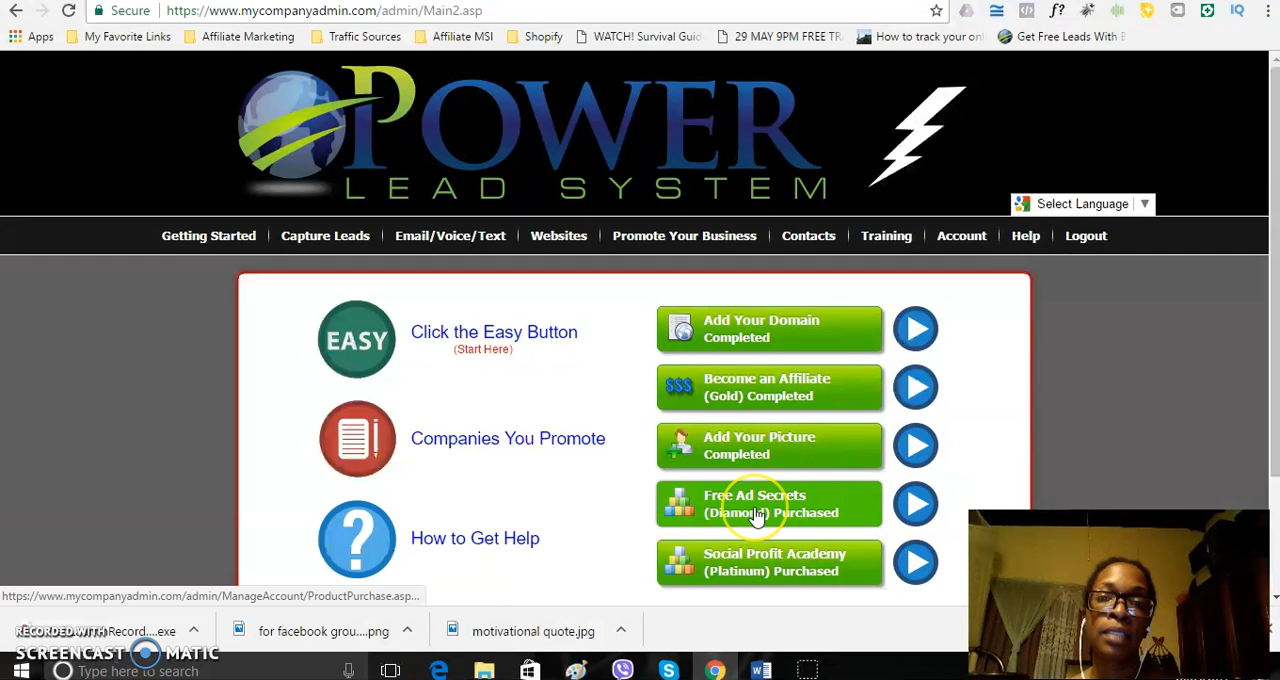 Secure
https://www.mycompanyadmin.com/admin/Main2.asp
f?
IQ
Apps
My Favorite Links
Affiliate Marketing
Traffic Sources
Affiliate MSI
Shopify
WATCH! Survival Guid
29 MAY 9PM FREE TRA
How to track your onl
Get Free Leads With
POWER
LEAD SYSTEM
Select Language
Getting Started
Capture Leads
Email/Voice/Text
Websites
Promote Your Business
Contacts
Training
Account
Help
Logout
EASY
Click the Easy Button
(Start Here)
Companies You Promote
?
How to Get Help
Add Your Domain
Completed
$$$
Become an Affiliate
(Gold) Completed
Add Your Picture
Completed
Free Ad Secrets
(Diamond) Purchased
Social Profit Academy
(Platinum) Purchased
https://www.mycompanyadmin.com/admin/ManageAccount/ProductPurchase.asp...
Record....exe
for facebook grou....png
motivational quote.jpg
RECORDED WITH
SCREENCAST MATIC
Type here to search